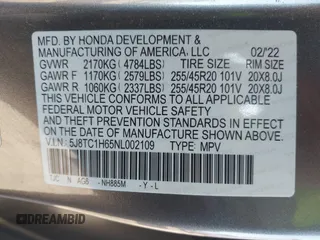 MFD. BY HONDA DEVELOPMENT &
MANUFACTURING OF AMERICA, LLC 02/'22
GVWR 2170KG (4784LBS) TIRE SIZE RIM SIZE
GAWR F 1170KG (2579LBS) 255/45R20 101V 20X8.0J
GAWR R 1060KG (2337LBS) 255/45R20 101V 20X8.0J
THIS VEHICLE CONFORMS TO ALL APPLICABLE
FEDERAL MOTOR VEHICLE SAFETY AND
THEFT PREVENTION STANDARDS IN EFFECT ON
THE DATE OF MANUFACTURE SHOWN ABOVE.
V.I.N. 5J8TC1H65NL002109 TYPE MPV
NH885M -Y-L
DREAMBID